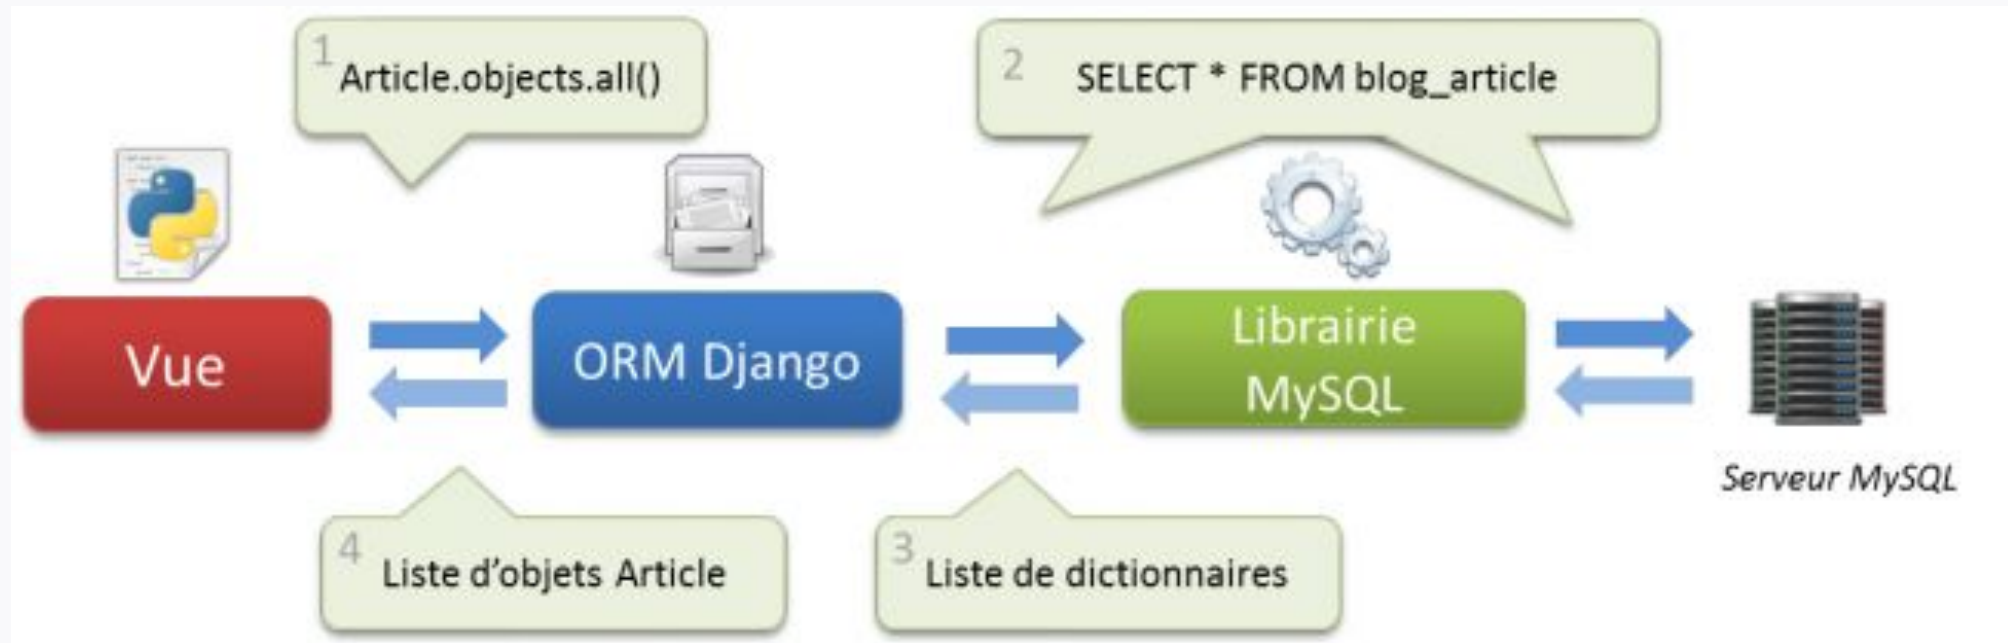 1
Article.objects.all()
2
SELECT * FROM blog_article
Vue
ORM Django
Librairie
MySQL
Serveur MySQL
4
Liste d'objets Article
3
Liste de dictionnaires